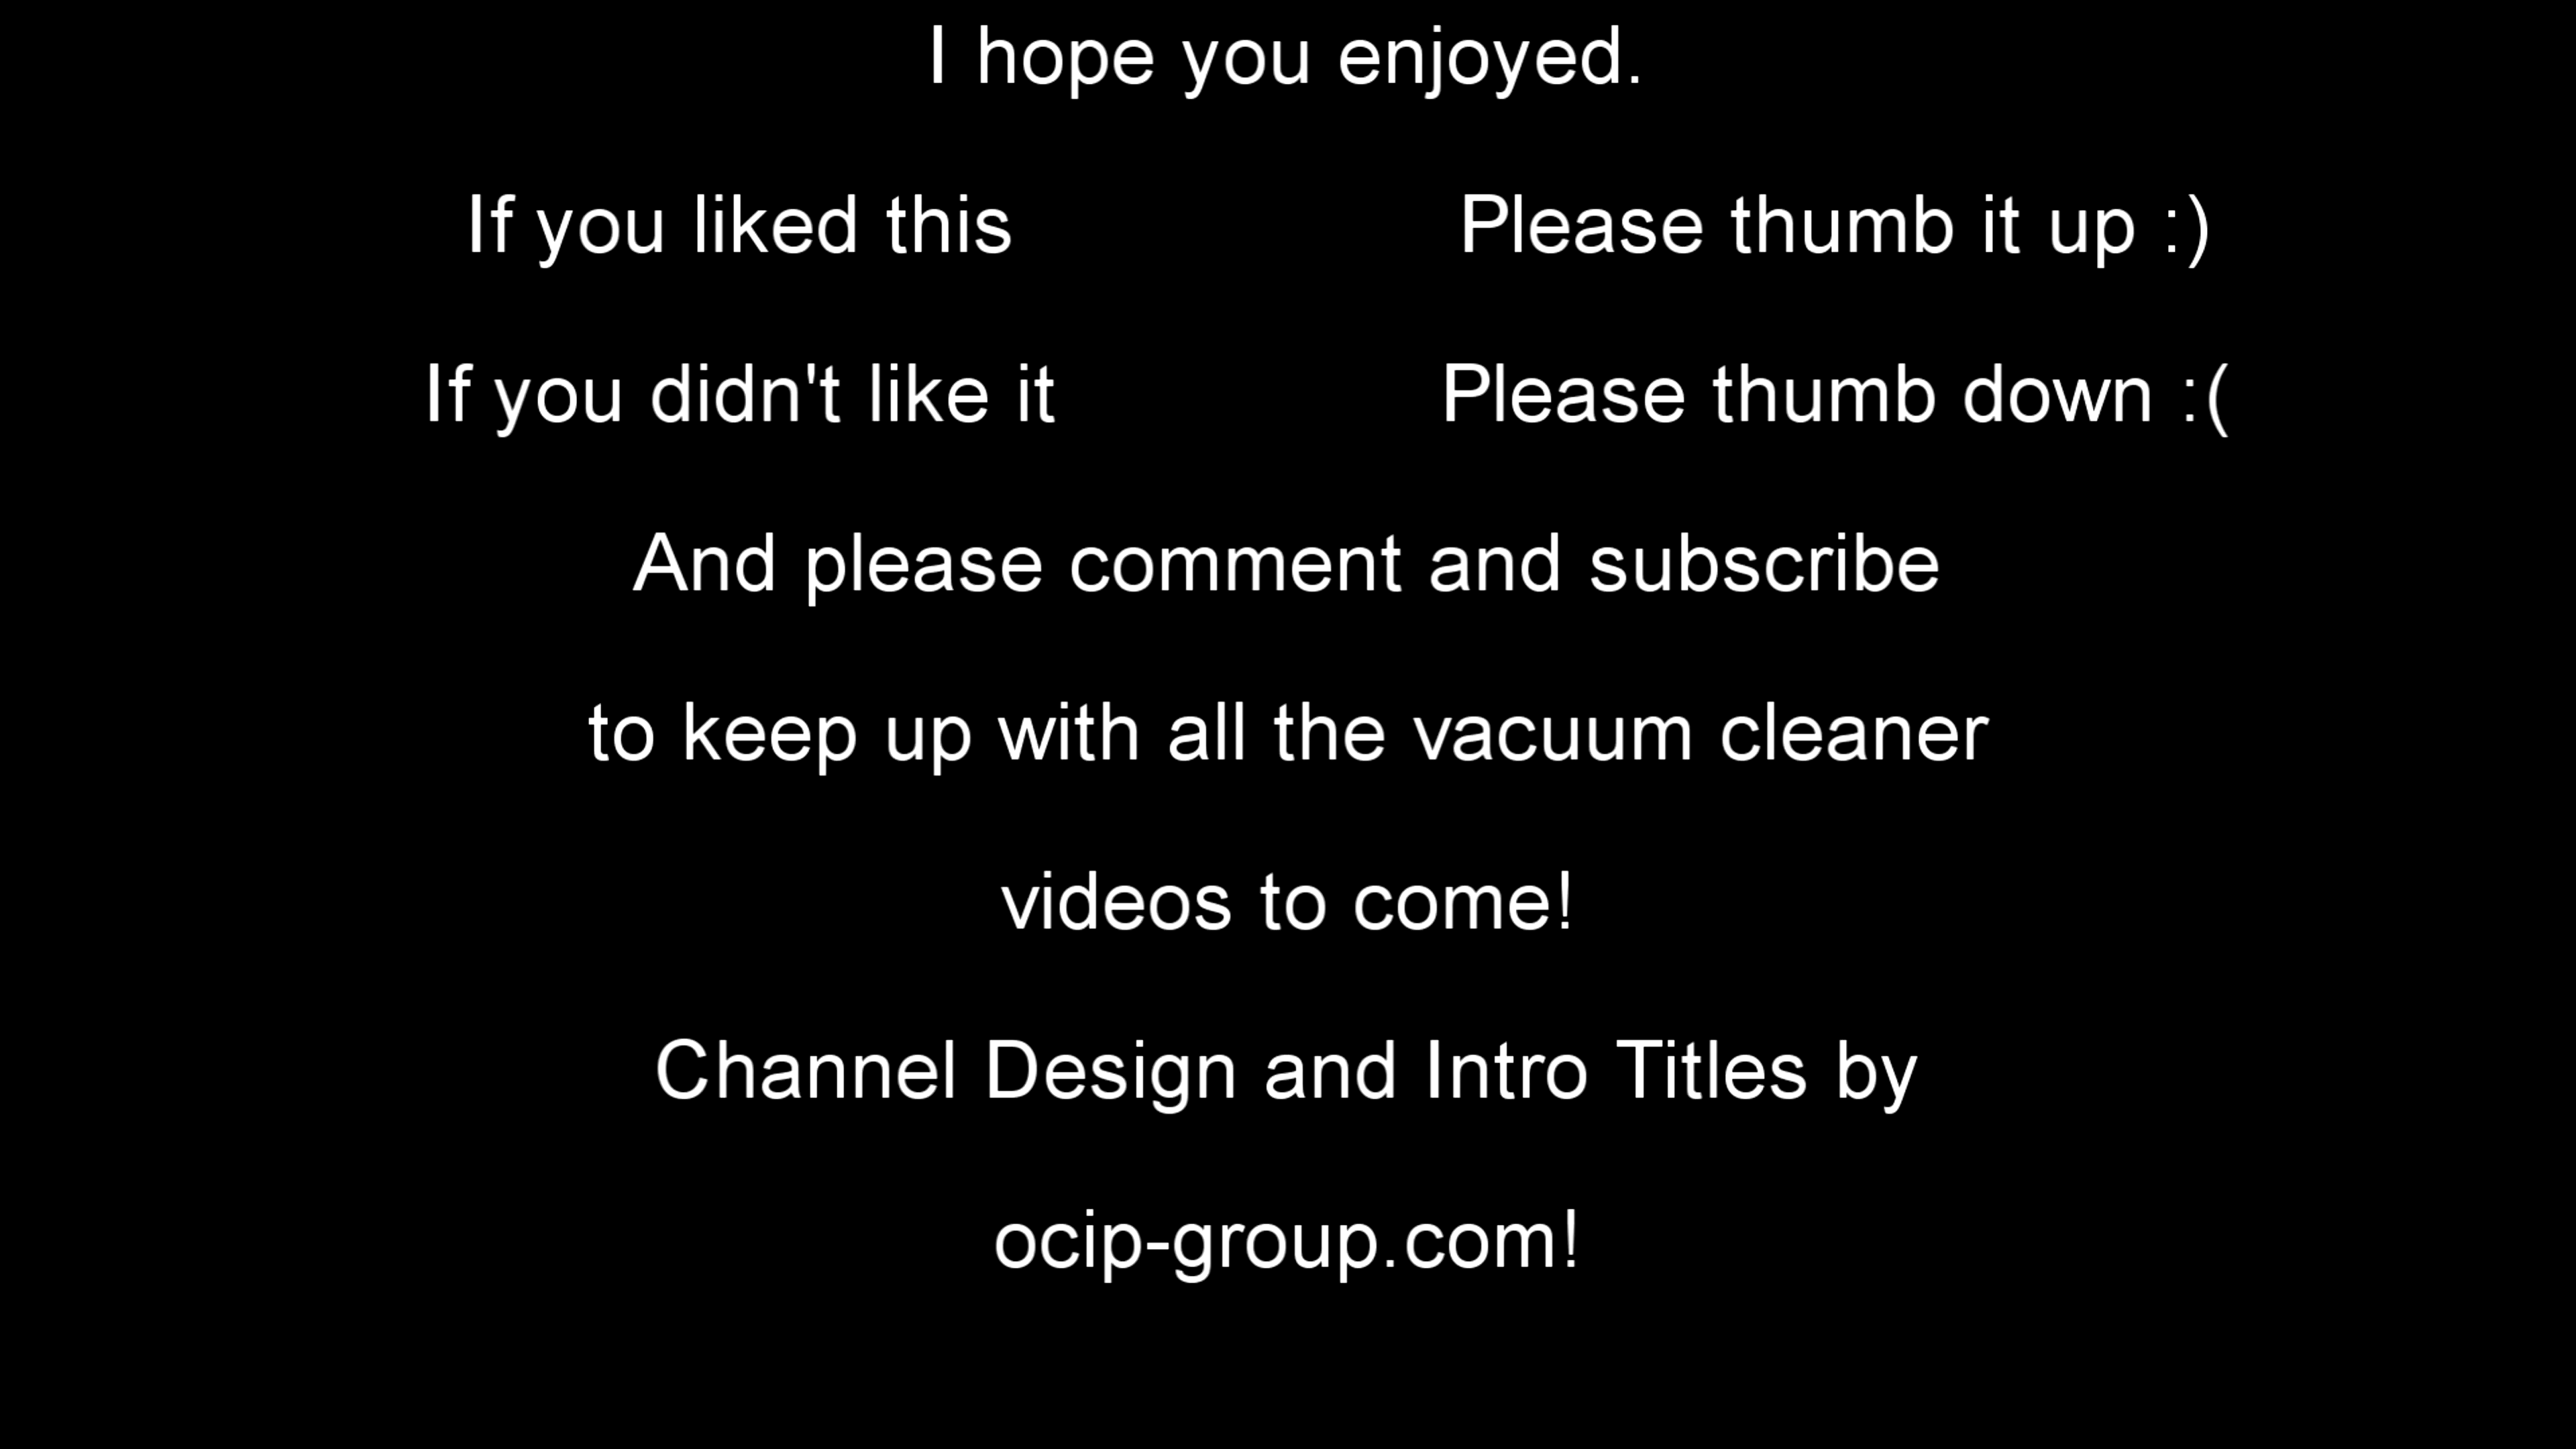 I hope you enjoyed.
If you liked this Please thumb it up :)
If you didn't like it Please thumb down :(
And please comment and subscribe
to keep up with all the vacuum cleaner
videos to come!
Channel Design and Intro Titles by
ocip-group.com!